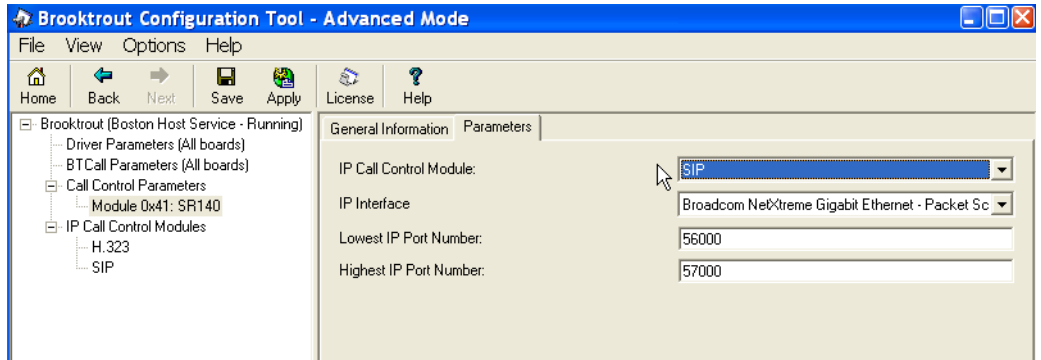 Brooktrout Configuration Tool - Advanced Mode
File View Options Help
Home Back Next Save Apply License Help
Brooktrout (Boston Host Service - Running)
Driver Parameters (All boards)
BTCall Parameters (All boards)
Call Control Parameters
Module 0x41: SR140
IP Call Control Modules
H.323
SIP
General Information Parameters
IP Call Control Module: SIP
IP Interface Broadcom NetXtreme Gigabit Ethernet - Packet Sc
Lowest IP Port Number: 56000
Highest IP Port Number: 57000